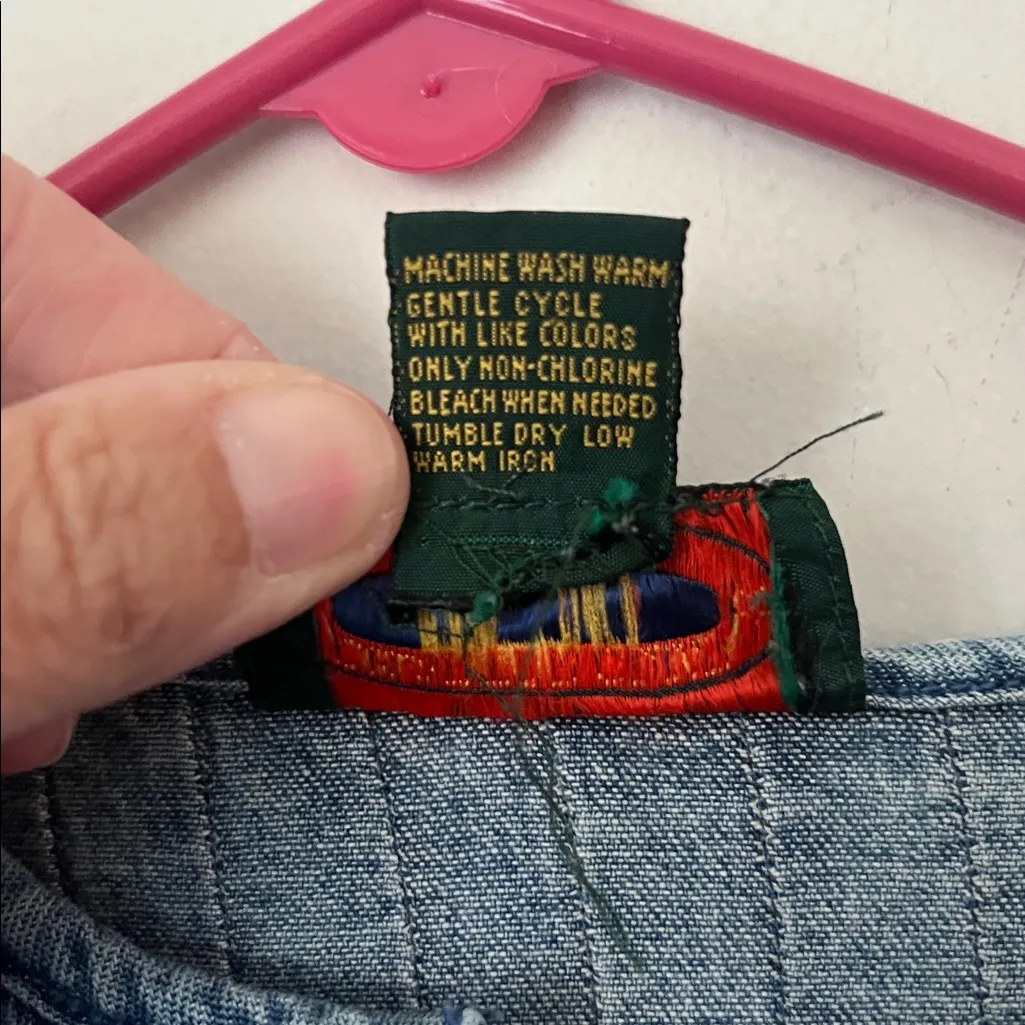 MACHINE WASH WARM
GENTLE CYCLE
WITH LIKE COLORS
ONLY NON-CHLORINE
BLEACH WHEN NEEDED
TUMBLE DRY LOW
WARM IRON